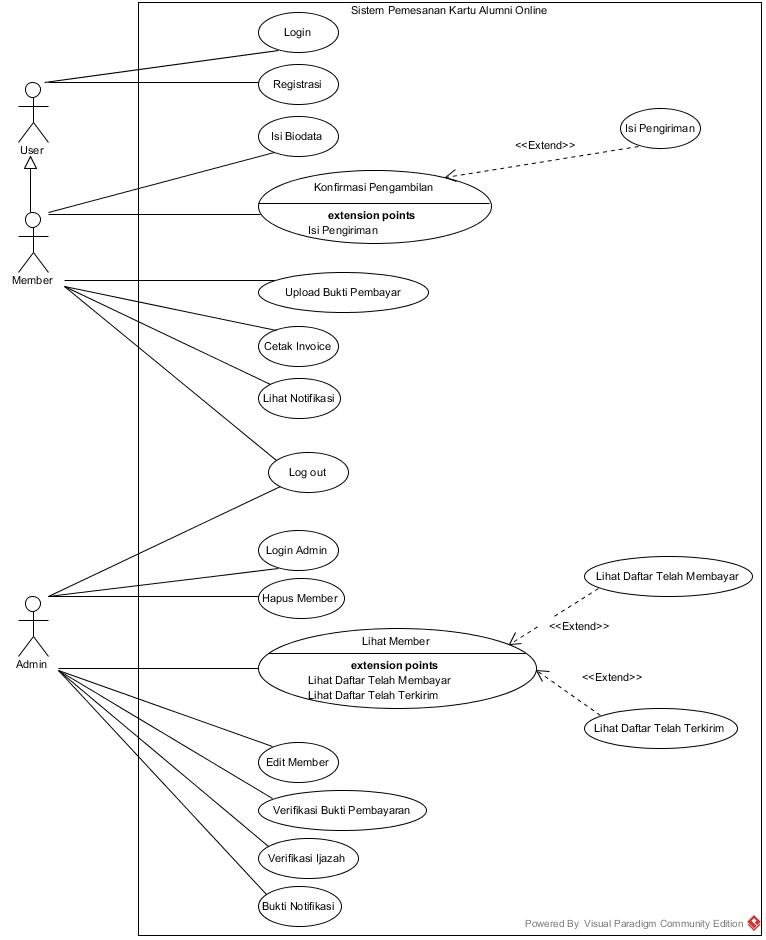 Sistem Pemesanan Kartu Alumni Online
Login
Registrasi
User
Isi Biodata
Isi Pengiriman
<<Extend>>
Konfirmasi Pengambilan
extension points
Isi Pengiriman
Member
Upload Bukti Pembayar
Cetak Invoice
Lihat Notifikasi
Log out
Login Admin
Lihat Daftar Telah Membayar
Hapus Member
<<Extend>>
Admin
Lihat Member
extension points
Lihat Daftar Telah Membayar
Lihat Daftar Telah Terkirim
<<Extend>>
Lihat Daftar Telah Terkirim
Edit Member
Verifikasi Bukti Pembayaran
Verifikasi Ijazah
Bukti Notifikasi
Powered By Visual Paradigm Community Edition